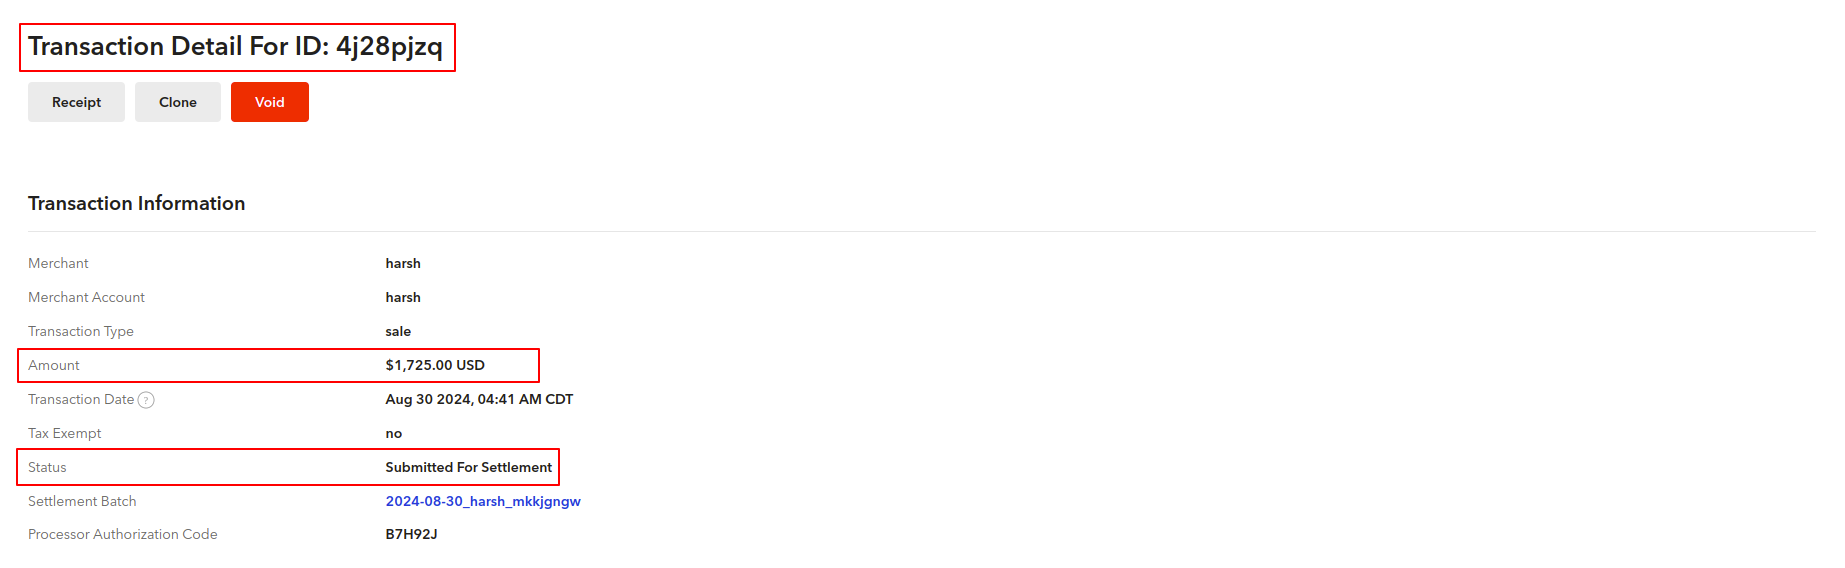 Transaction Detail For ID: 4j28pjzq
Receipt Clone Void
Transaction Information
Merchant harsh
Merchant Account harsh
Transaction Type sale
Amount $1,725.00 USD
Transaction Date ? Aug 30 2024, 04:41 AM CDT
Tax Exempt no
Status Submitted For Settlement
Settlement Batch 2024-08-30_harsh_mkkjgngw
Processor Authorization Code B7H92J